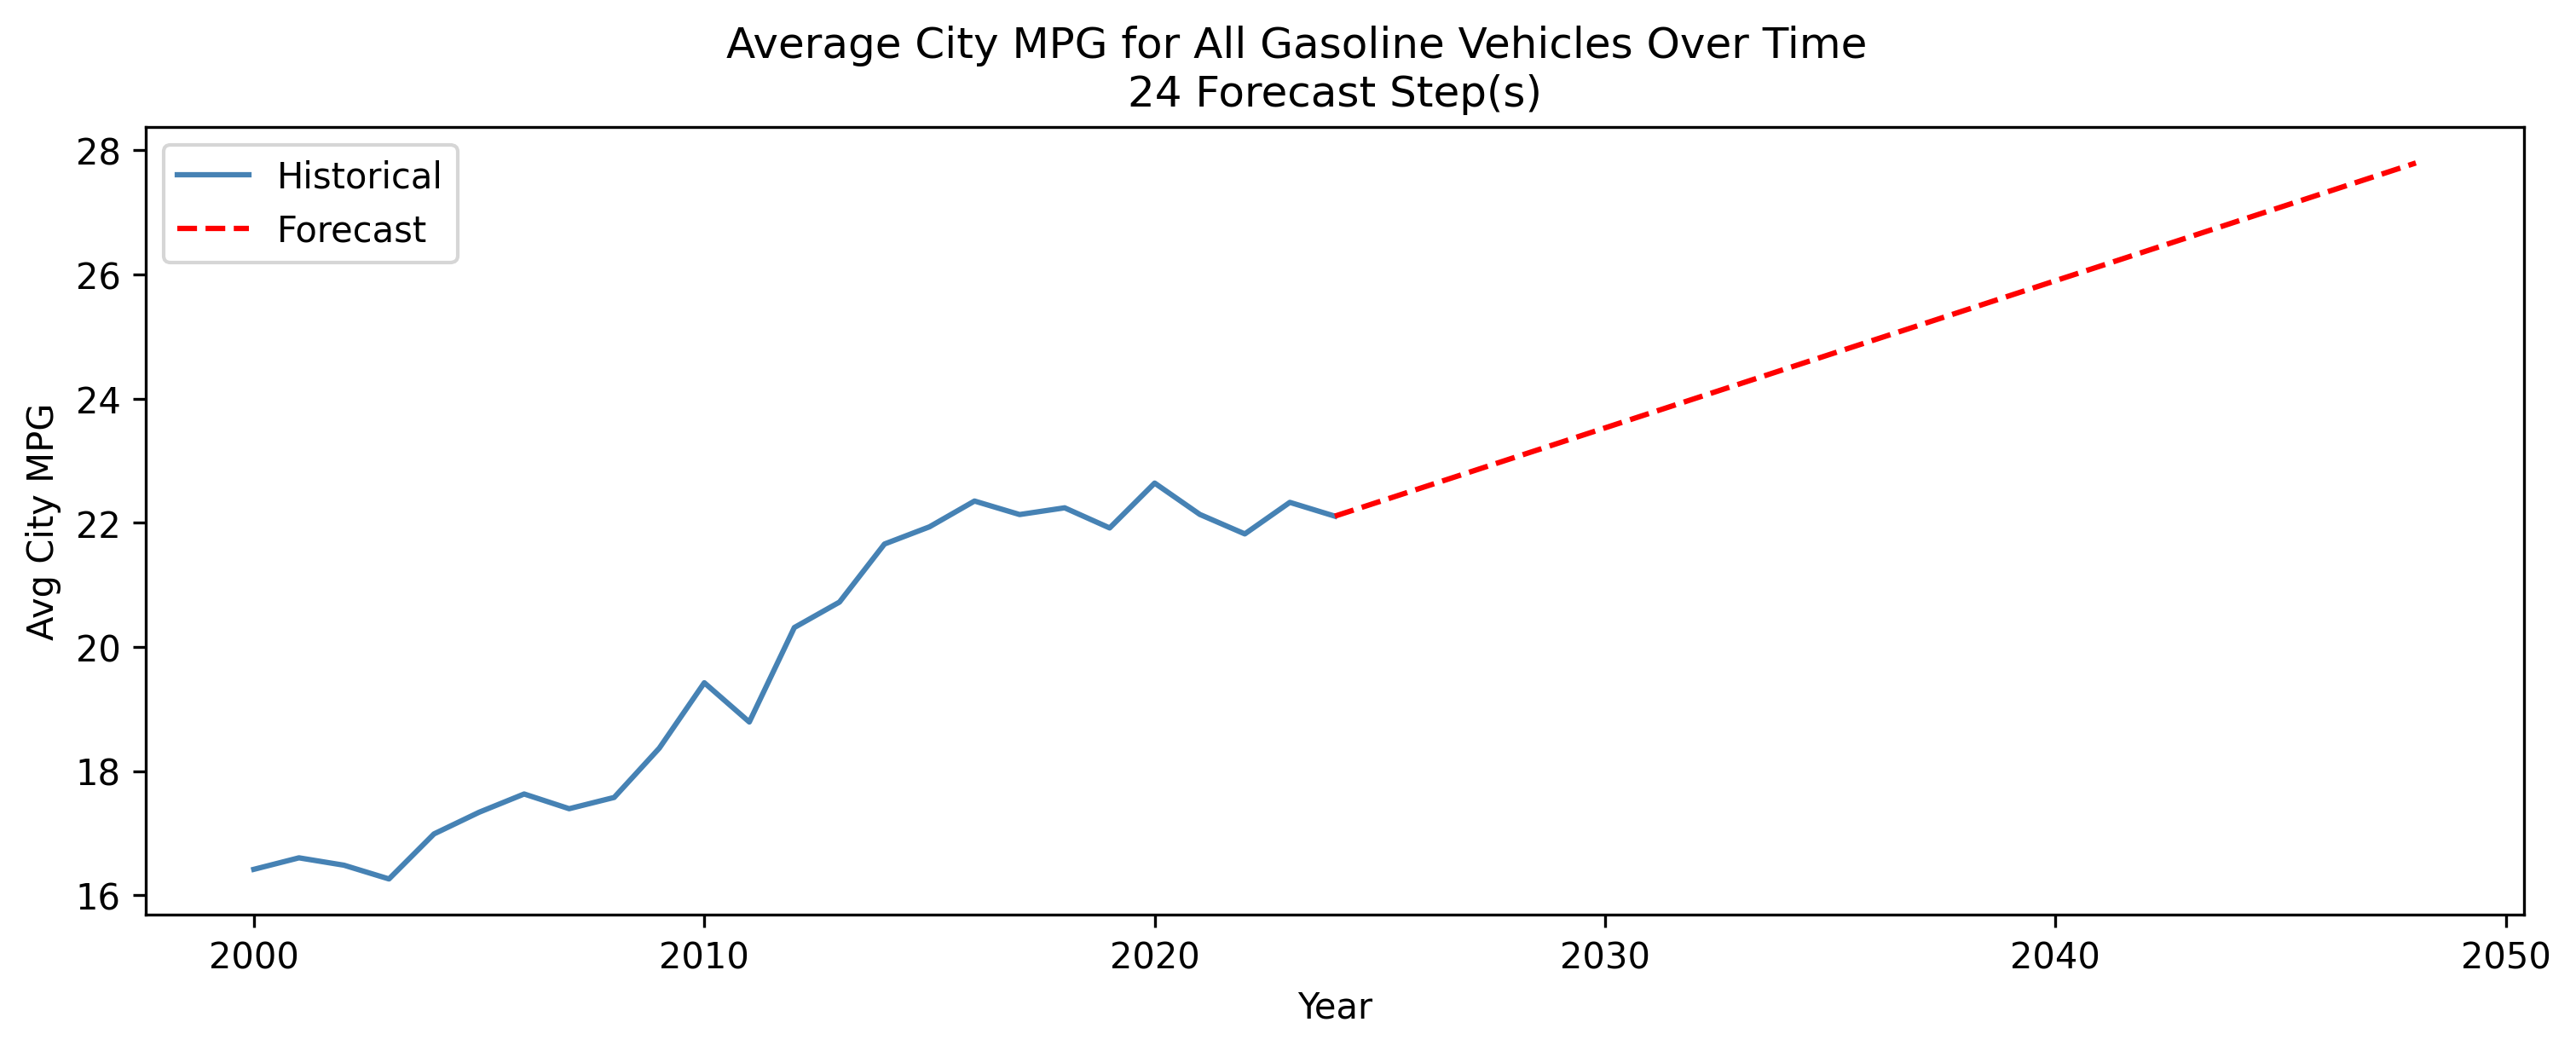 Average City MPG for All Gasoline Vehicles Over Time
24 Forecast Step(s)
28
26
24
22
20
18
16
Avg City MPG
Historical
Forecast
2000
2010
2020
2030
2040
2050
Year